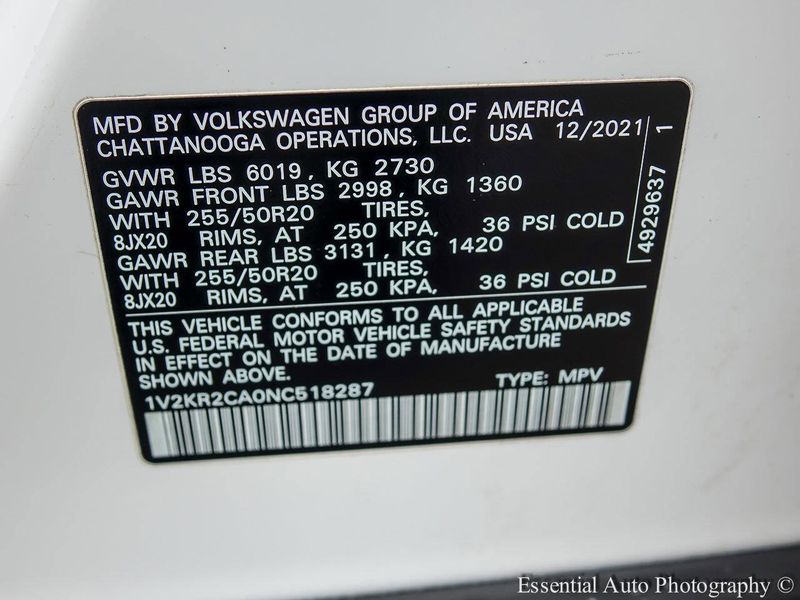 MFD BY VOLKSWAGEN GROUP OF AMERICA
CHATTANOOGA OPERATIONS, LLC. USA 12/2021
GVWR LBS 6019, KG 2730
GAWR FRONT LBS 2998, KG 1360
WITH 255/50R20 TIRES,
8JX20 RIMS, AT 250 KPA, 36 PSI COLD
GAWR REAR LBS 3131, KG 1420
WITH 255/50R20 TIRES,
8JX20 RIMS, AT 250 KPA, 36 PSI COLD
THIS VEHICLE CONFORMS TO ALL APPLICABLE
U.S. FEDERAL MOTOR VEHICLE SAFETY STANDARDS
IN EFFECT ON THE DATE OF MANUFACTURE
SHOWN ABOVE.
1V2KR2CA0NC518287 TYPE: MPV
4929637 1
Essential Auto Photography ©